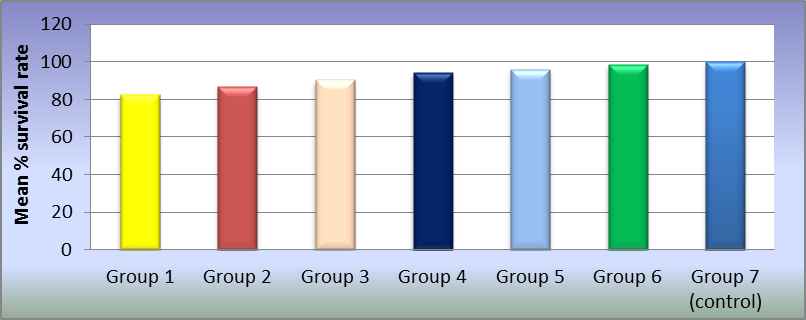 Mean % survival rate
120
100
80
60
40
20
0
Group 1
Group 2
Group 3
Group 4
Group 5
Group 6
Group 7
(control)